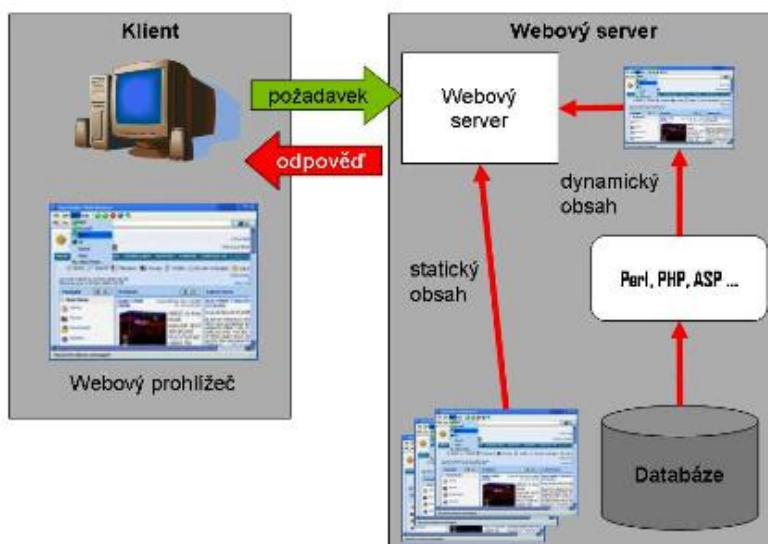 Klient
požadavek
odpověď
Webový prohlížeč
Webový server
Webový
server
dynamický
obsah
statický
obsah
Perl, PHP, ASP ...
Databáze